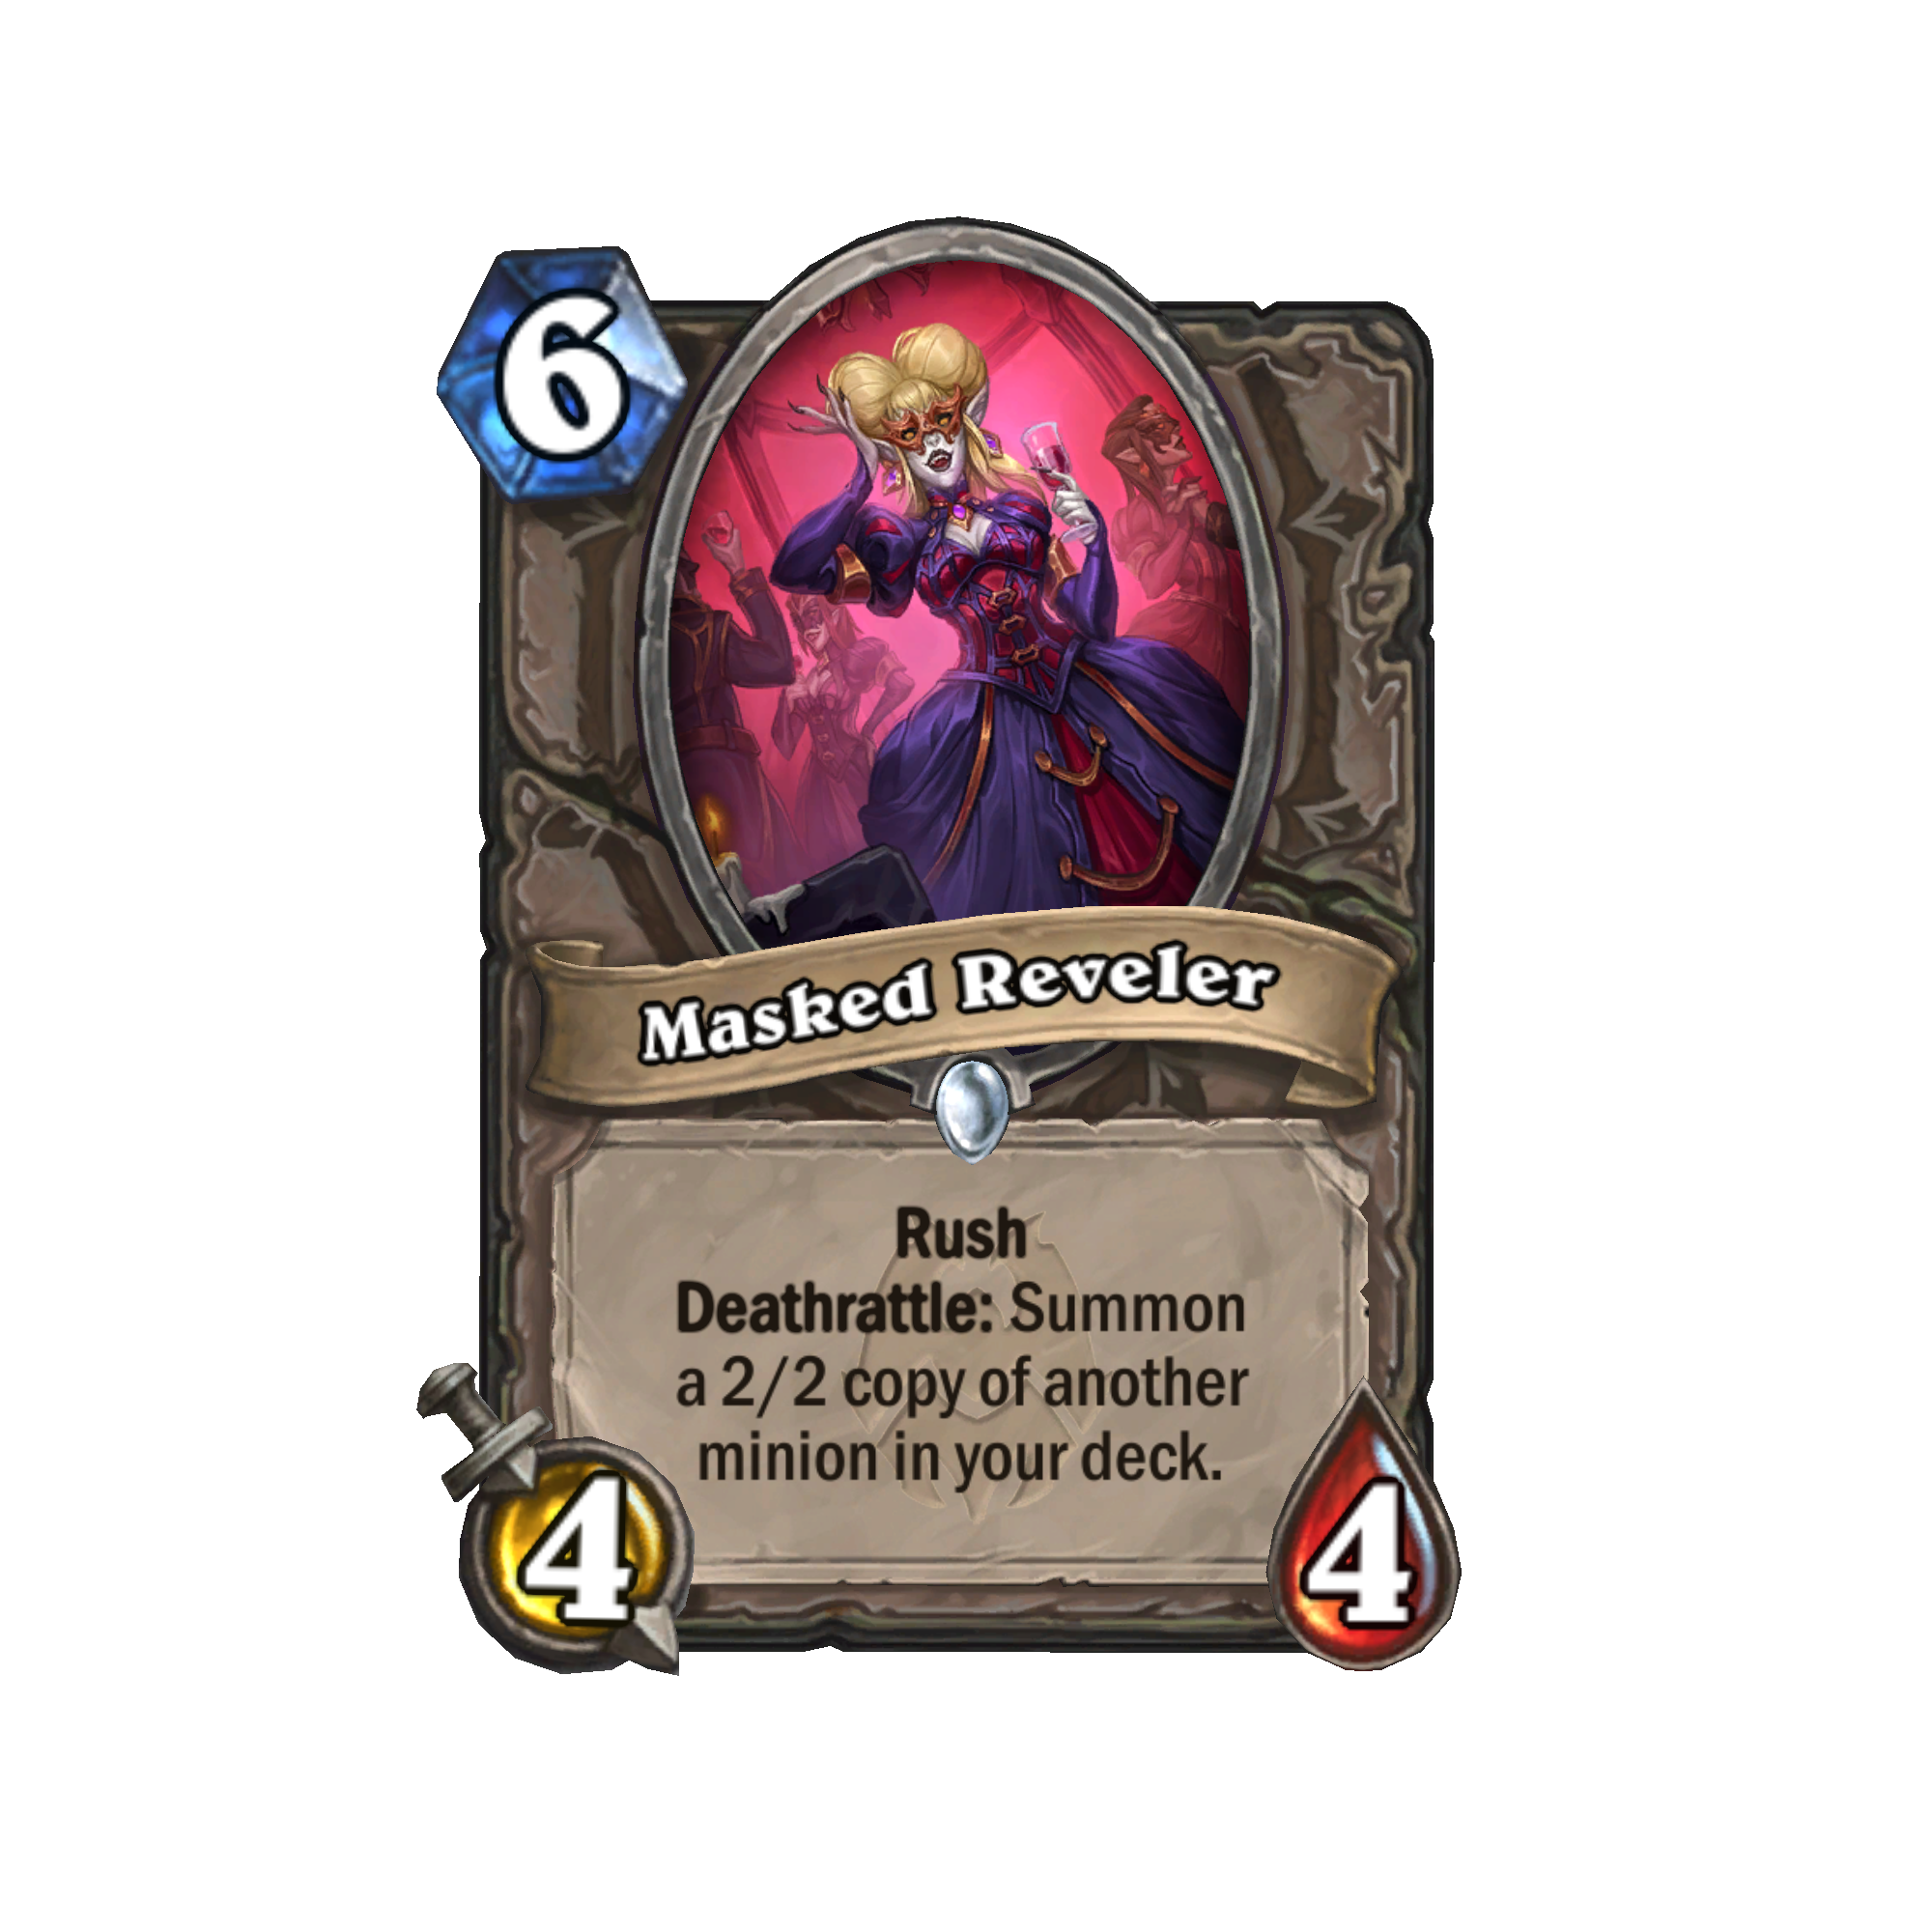 6
Masked Reveler
Rush
Deathrattle: Summon
a 2/2 copy of another
minion in your deck.
4
4